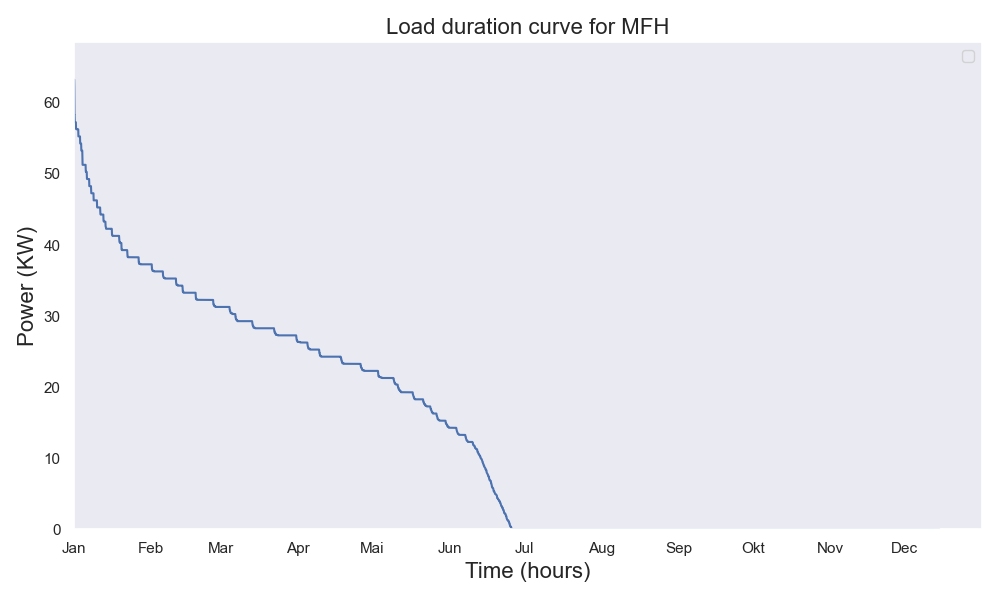 Load duration curve for MFH
Power (KW)
60
50
40
30
20
10
0
Jan Feb Mar Apr Mai Jun Jul Aug Sep Okt Nov Dec
Time (hours)